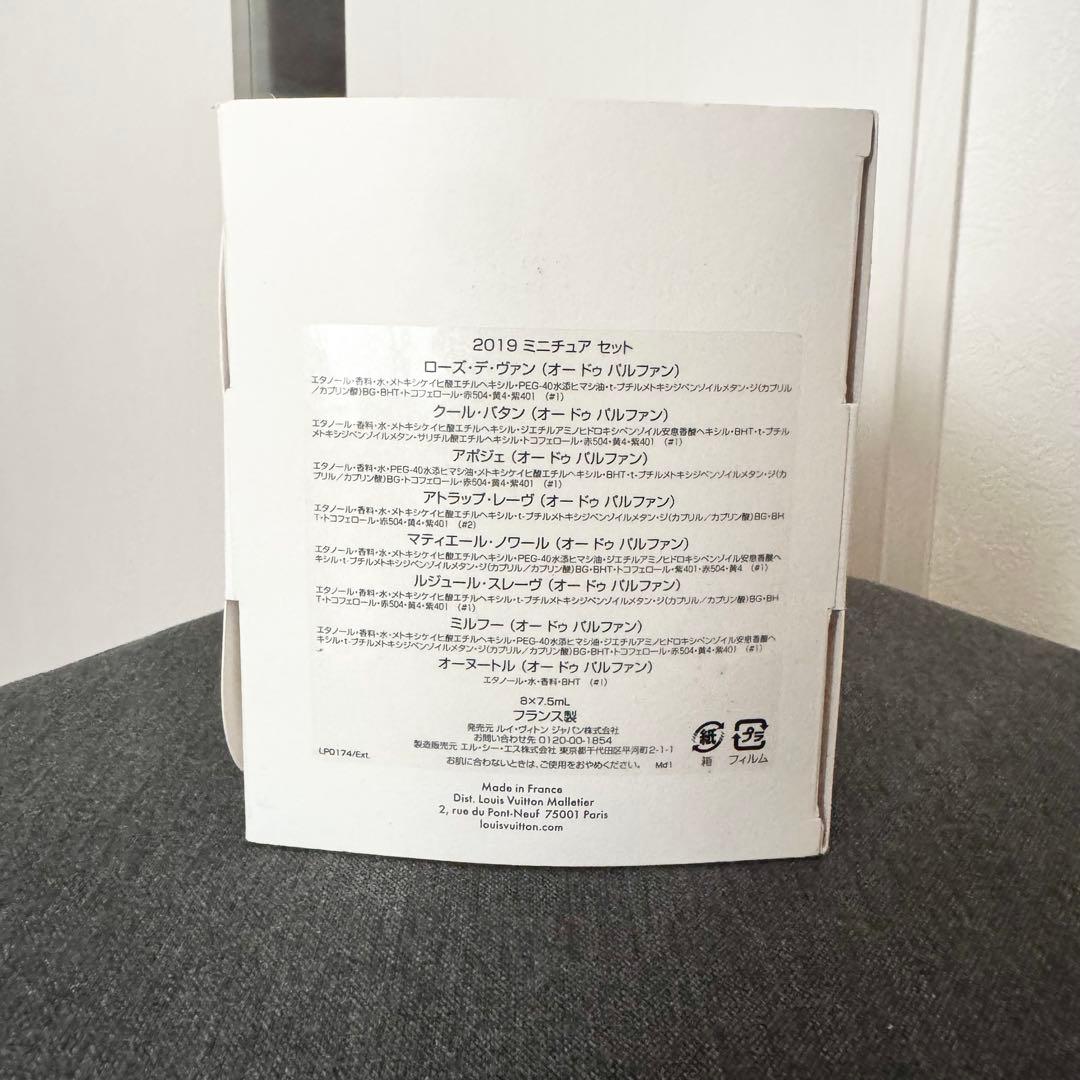 2019 ミニチュア セット
ローズ・デ・ヴァン (オー ドゥ パルファン)
エタノール・香料・水・メトキシケイヒ酸エチルヘキシル・PEG-40水添ヒマシ油・t-ブチルメトキシジベンゾイルメタン・ジ(カプリル
/カプリン酸)BG・BHT・トコフェロール・赤504・黄4・紫401 (#1)
クール・バタン (オー ドゥ パルファン)
エタノール・香料・水・メトキシケイヒ酸エチルヘキシル・ジエチルアミノヒドロキシベンゾイル安息香酸ヘキシル・BHT・t-ブチル
メトキシジベンゾイルメタン・サリチル酸エチルヘキシル・トコフェロール・赤504・黄4・紫401 (#1)
アポジェ (オー ドゥ パルファン)
エタノール・香料・水・PEG-40水添ヒマシ油・メトキシケイヒ酸エチルヘキシル・BHT・t-ブチルメトキシジベンゾイルメタン・ジ(カ
プリル/カプリン酸)BG・トコフェロール・赤504・黄4・紫401 (#1)
アトラップ・レーヴ (オー ドゥ パルファン)
エタノール・香料・水・メトキシケイヒ酸エチルヘキシル・t-ブチルメトキシジベンゾイルメタン・ジ(カプリル/カプリン酸)BG・BH
T・トコフェロール・赤504・黄4・紫401 (#2)
マティエール・ノワール (オー ドゥ パルファン)
エタノール・香料・水・メトキシケイヒ酸エチルヘキシル・PEG-40水添ヒマシ油・ジエチルアミノヒドロキシベンゾイル安息香酸ヘ
キシル・t-ブチルメトキシジベンゾイルメタン・ジ(カプリル/カプリン酸)BG・BHT・トコフェロール・紫401・赤504・黄4 (#1)
ルジュール・スレーヴ (オー ドゥ パルファン)
エタノール・香料・水・メトキシケイヒ酸エチルヘキシル・t-ブチルメトキシジベンゾイルメタン・ジ(カプリル/カプリン酸)BG・BH
T・トコフェロール・赤504・黄4・紫401 (#1)
ミルフー (オー ドゥ パルファン)
エタノール・香料・水・メトキシケイヒ酸エチルヘキシル・PEG-40水添ヒマシ油・ジエチルアミノヒドロキシベンゾイル安息香酸ヘ
キシル・t-ブチルメトキシジベンゾイルメタン・ジ(カプリル/カプリン酸)BG・BHT・トコフェロール・赤504・黄4・紫401 (#1)
オーヌートル (オー ドゥ パルファン)
エタノール・水・香料・BHT (#1)
8×7.5mL
フランス製
発売元 ルイ・ヴィトン ジャパン株式会社
お問い合わせ先 0120-00-1854
製造販売元 エル・シー・エス株式会社 東京都千代田区平河町2-1-1
LP0174/Ext. お肌に合わないときは、ご使用をおやめください。 Md1
紙 プラ
箱 フィルム
Made in France
Dist. Louis Vuitton Malletier
2, rue du Pont-Neuf 75001 Paris
louisvuitton.com